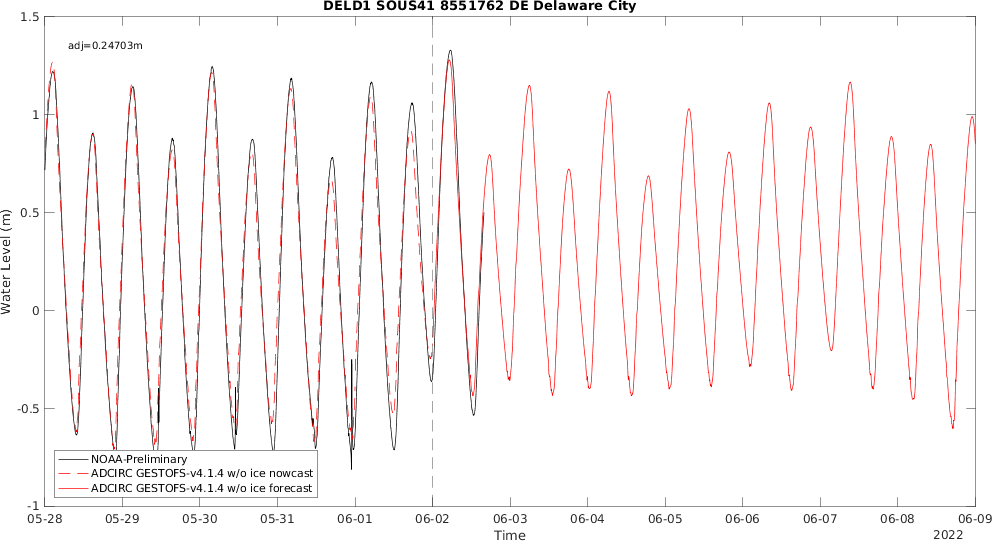 DELD1 SOUS41 8551762 DE Delaware City
adj=0.24703m
Water Level (m)
1.5
1
0.5
0
-0.5
-1
NOAA-Preliminary
ADCIRC GESTOFS-v4.1.4 w/o ice nowcast
ADCIRC GESTOFS-v4.1.4 w/o ice forecast
05-28 05-29 05-30 05-31 06-01 06-02 06-03 06-04 06-05 06-06 06-07 06-08 06-09
Time
2022